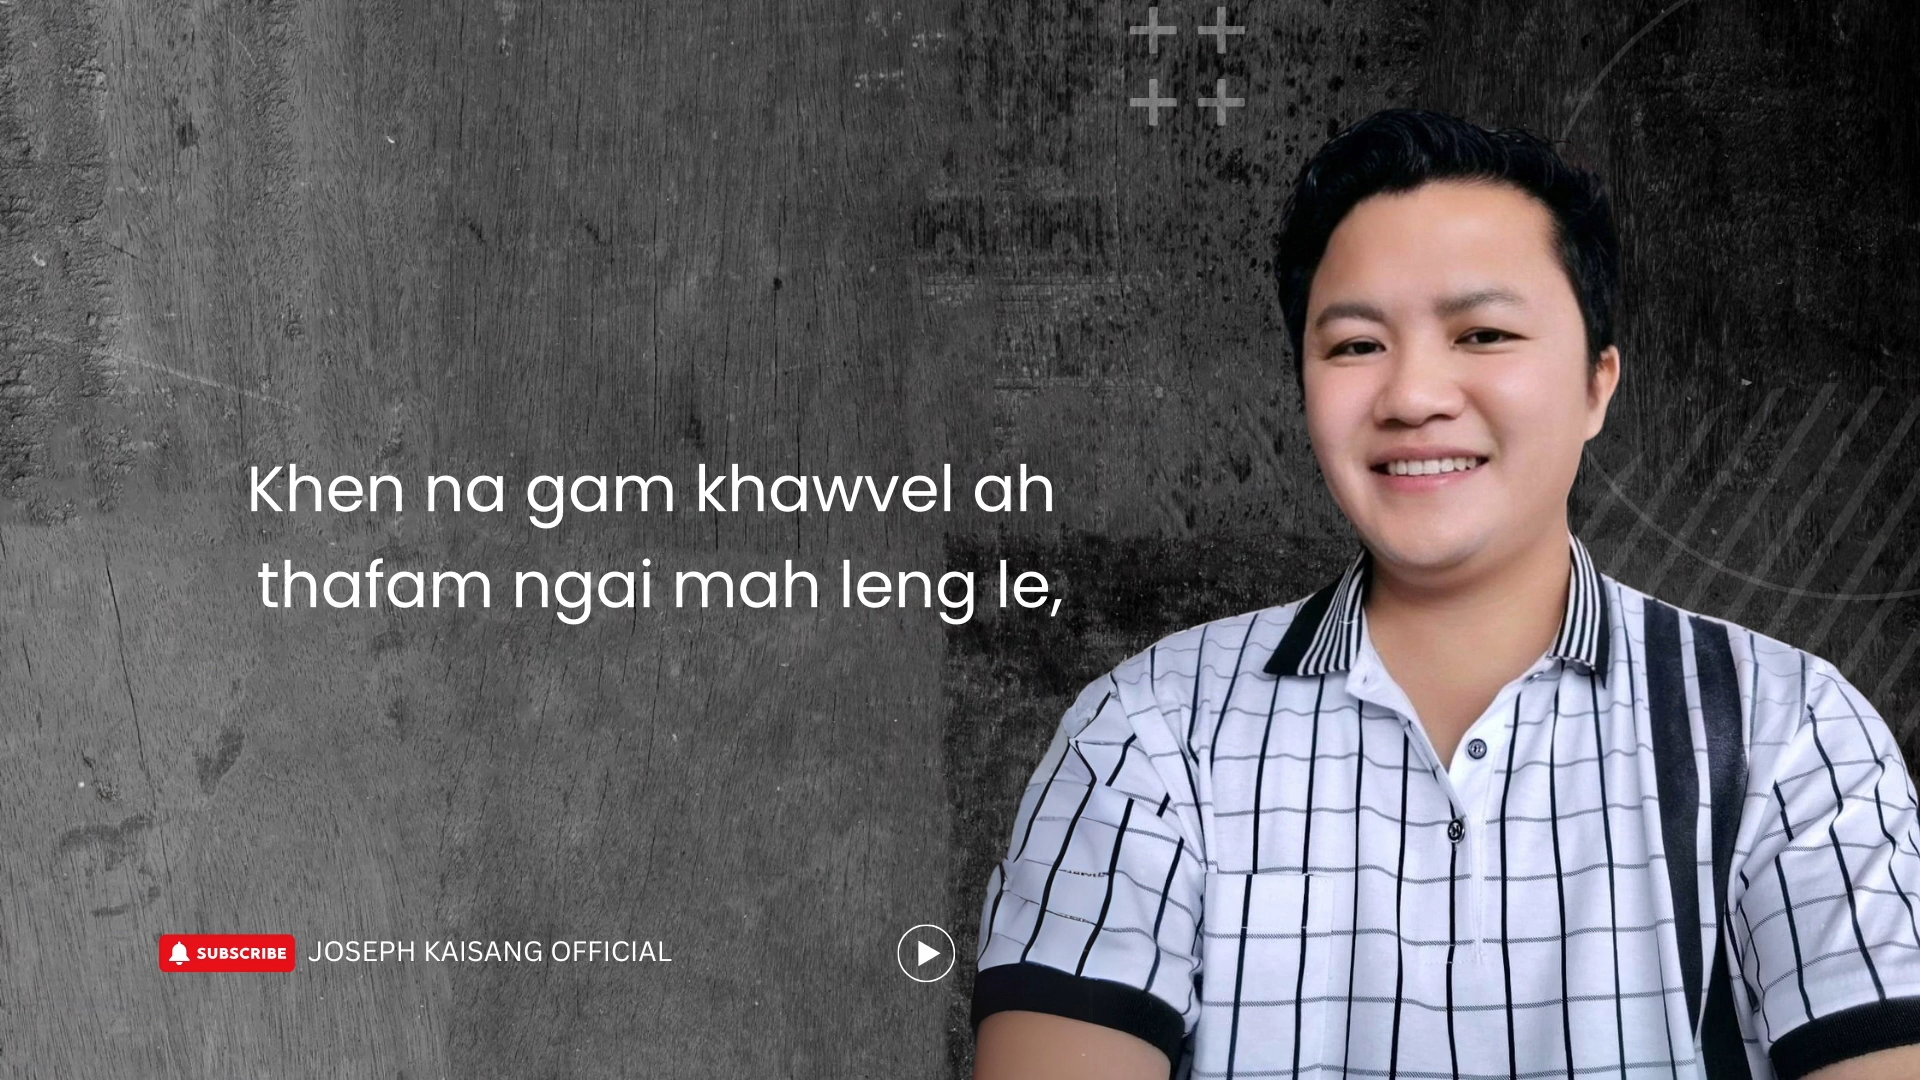 Khen na gam khawvel ah
thafam ngai mah leng le,
SUBSCRIBE JOSEPH KAISANG OFFICIAL